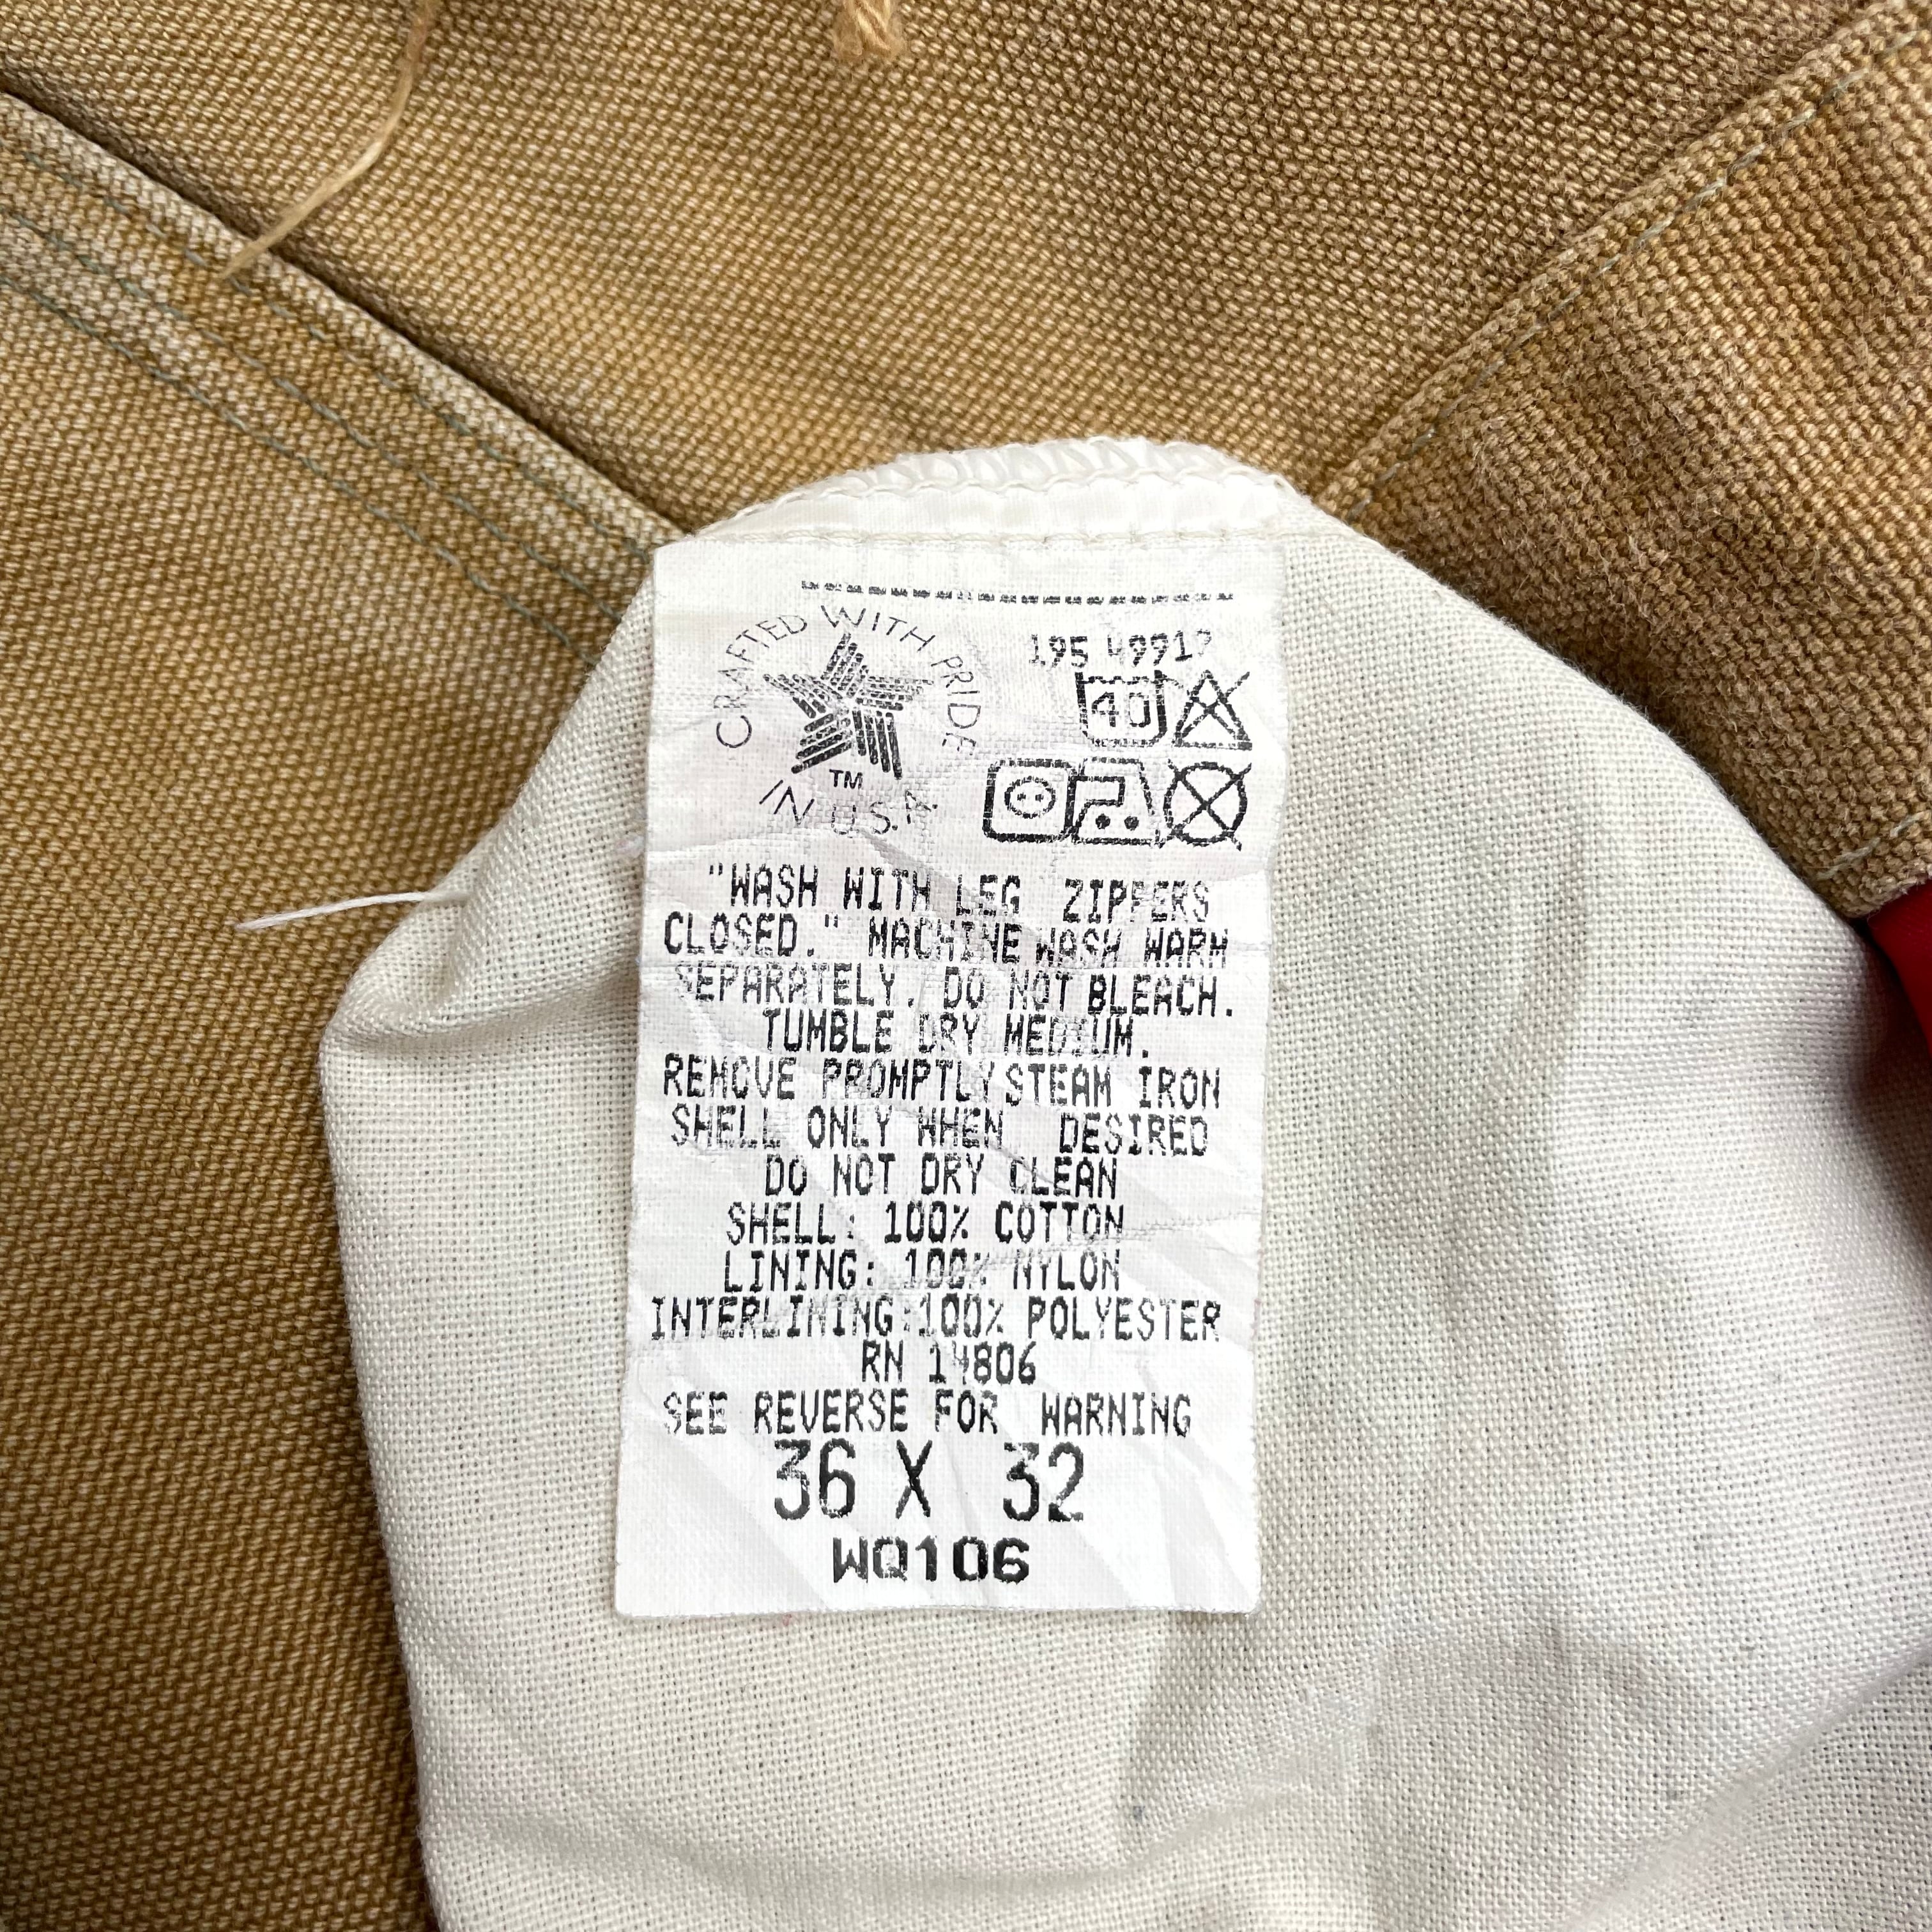 CRAFTED WITH PRIDE
TM
IN U.S.A.
195
40
"WASH WITH LEG ZIPPERS
CLOSED." MACHINE WASH WARM
SEPARATELY. DO NOT BLEACH.
TUMBLE DRY MEDIUM.
REMOVE PROMPTLY STEAM IRON
SHELL ONLY WHEN DESIRED
DO NOT DRY CLEAN
SHELL: 100% COTTON
LINING: 100% NYLON
INTERLINING:100% POLYESTER
RN 14806
SEE REVERSE FOR WARNING
36 X 32
WQ106